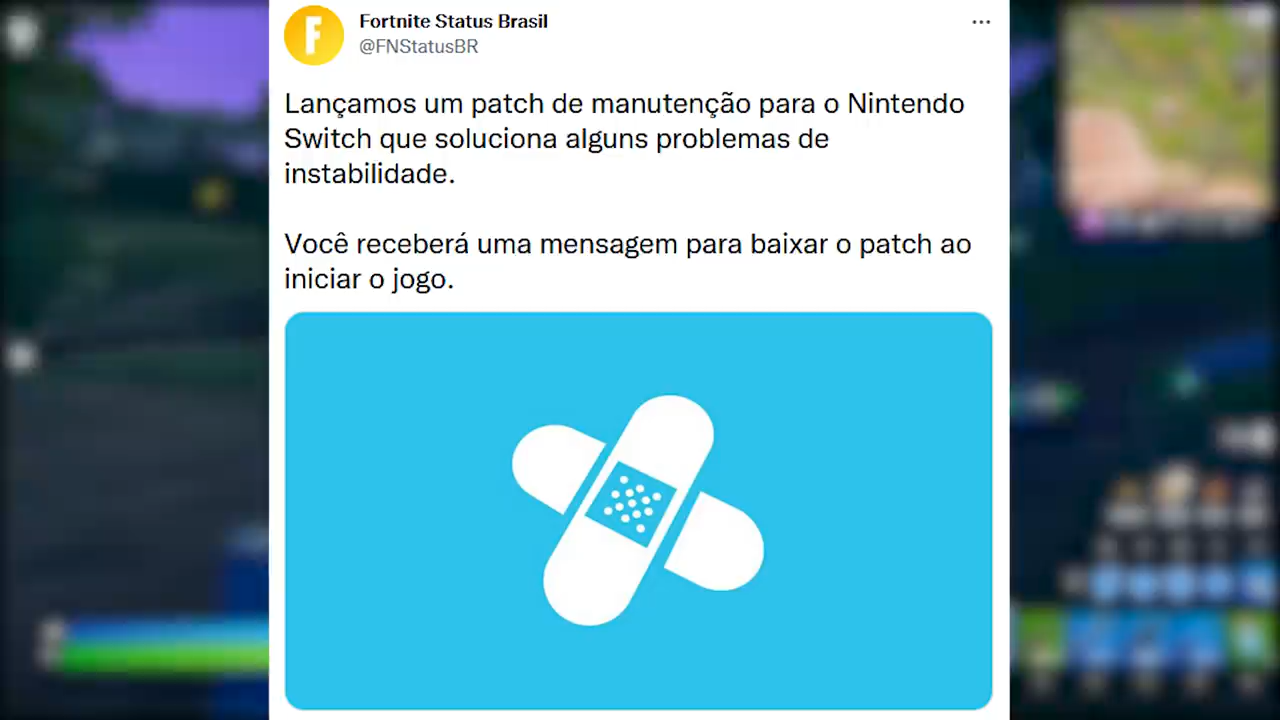 Fortnite Status Brasil
@FNStatusBR
Lançamos um patch de manutenção para o Nintendo
Switch que soluciona alguns problemas de
instabilidade.
Você receberá uma mensagem para baixar o patch ao
iniciar o jogo.